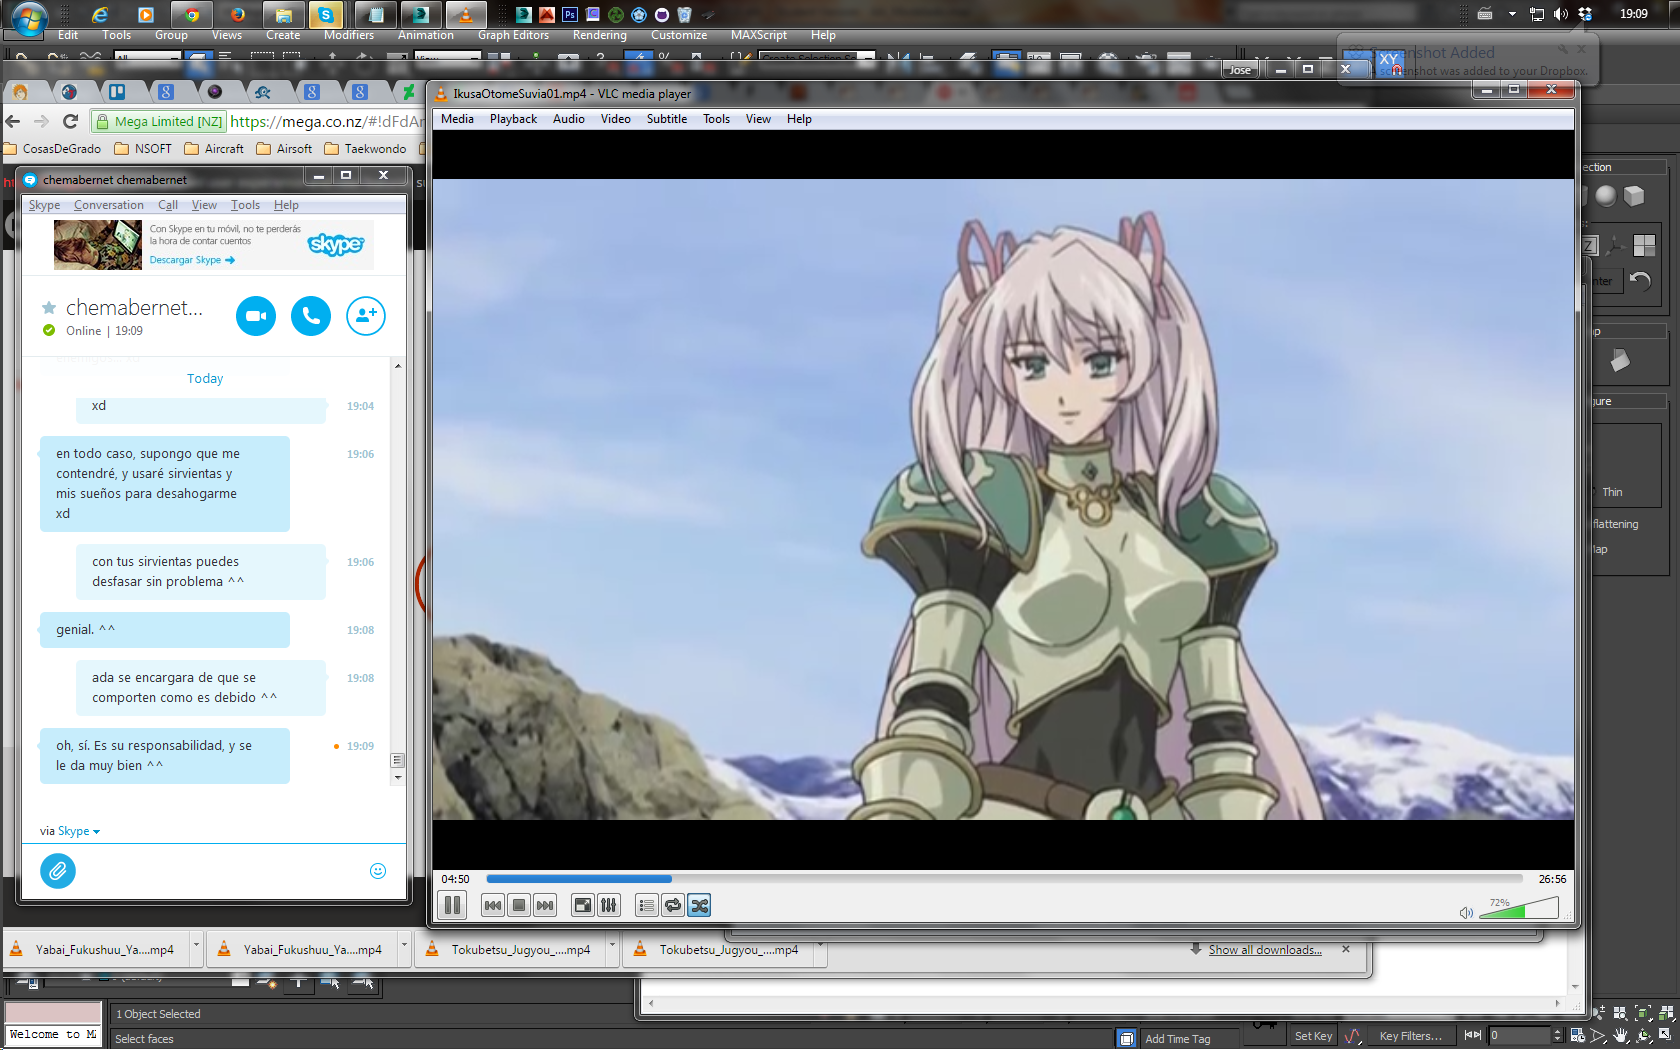 19:09
Edit Tools Group Views Create Modifiers Animation Graph Editors Rendering Customize MAXScript Help
Screenshot Added
A screenshot was added to your Dropbox.
XY
Jose
IkusaOtomeSuvia01.mp4 - VLC media player
Media Playback Audio Video Subtitle Tools View Help
Mega Limited [NZ] https://mega.co.nz/#!dFdAr
CosasDeGrado NSOFT Aircraft Airsoft Taekwondo
chemabernet chemabernet
Skype Conversation Call View Tools Help
Con Skype en tu móvil, no te perderás
la hora de contar cuentos
Descargar Skype
skype
chemabernet...
Online | 19:09
Today
xd 19:04
en todo caso, supongo que me 19:06
contendré, y usaré sirvientas y
mis sueños para desahogarme
xd
con tus sirvientas puedes 19:06
desfasar sin problema ^^
genial. ^^ 19:08
ada se encargara de que se 19:08
comporten como es debido ^^
oh, sí. Es su responsabilidad, y se 19:09
le da muy bien ^^
via Skype
04:50 26:56
72%
ection
Z
nter
op
gure
Thin
flattening
lap
Yabai_Fukushuu_Ya....mp4 Yabai_Fukushuu_Ya....mp4 Tokubetsu_Jugyou_....mp4 Tokubetsu_Jugyou_....mp4 Show all downloads...
1 Object Selected
Welcome to M
Select faces
Add Time Tag
Set Key Key Filters... 0